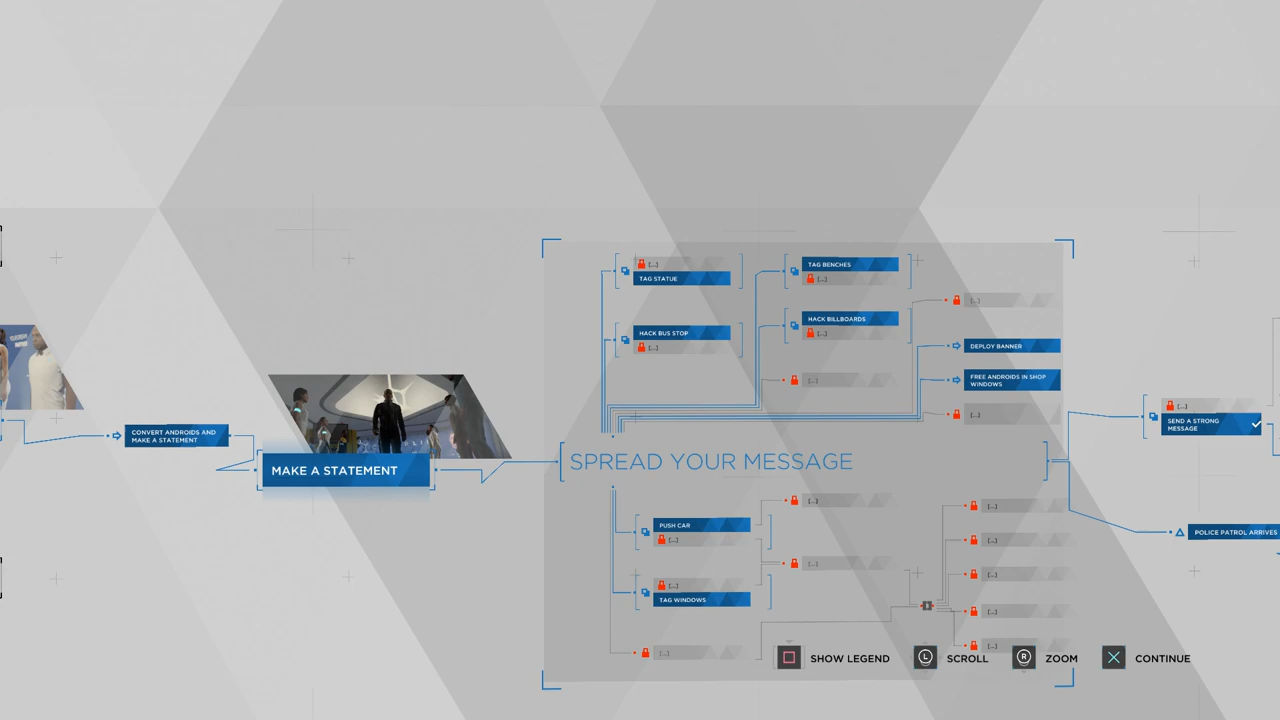 [...]
TAG STATUE
TAG BENCHES
[...]
[...]
HACK BUS STOP
[...]
HACK BILLBOARDS
[...]
DEPLOY BANNER
[...]
FREE ANDROIDS IN SHOP
WINDOWS
[...]
CONVERT ANDROIDS AND
MAKE A STATEMENT
MAKE A STATEMENT
SPREAD YOUR MESSAGE
[...]
SEND A STRONG
MESSAGE
[...]
[...]
PUSH CAR
[...]
[...]
POLICE PATROL ARRIVES
[...]
[...]
[...]
TAG WINDOWS
[...]
[...]
[...]
SHOW LEGEND
L SCROLL
R ZOOM
CONTINUE